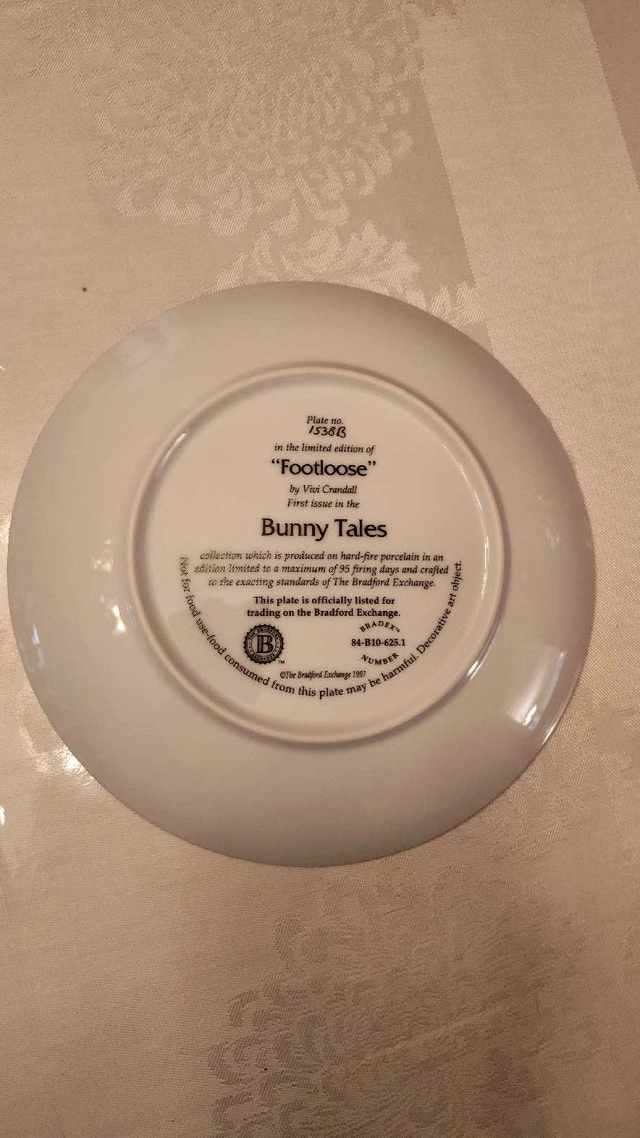 Plate no.
1538B
in the limited edition of
“Footloose”
by Vivi Crandall
First issue in the
Bunny Tales
collection which is produced on hard-fire porcelain in an
edition limited to a maximum of 95 firing days and crafted
to the exacting standards of The Bradford Exchange.
This plate is officially listed for
trading on the Bradford Exchange.
B
TM
BRADEX™
84-B10-625.1
NUMBER
©The Bradford Exchange 1997
Not for food use-food consumed from this plate may be harmful. Decorative art object.